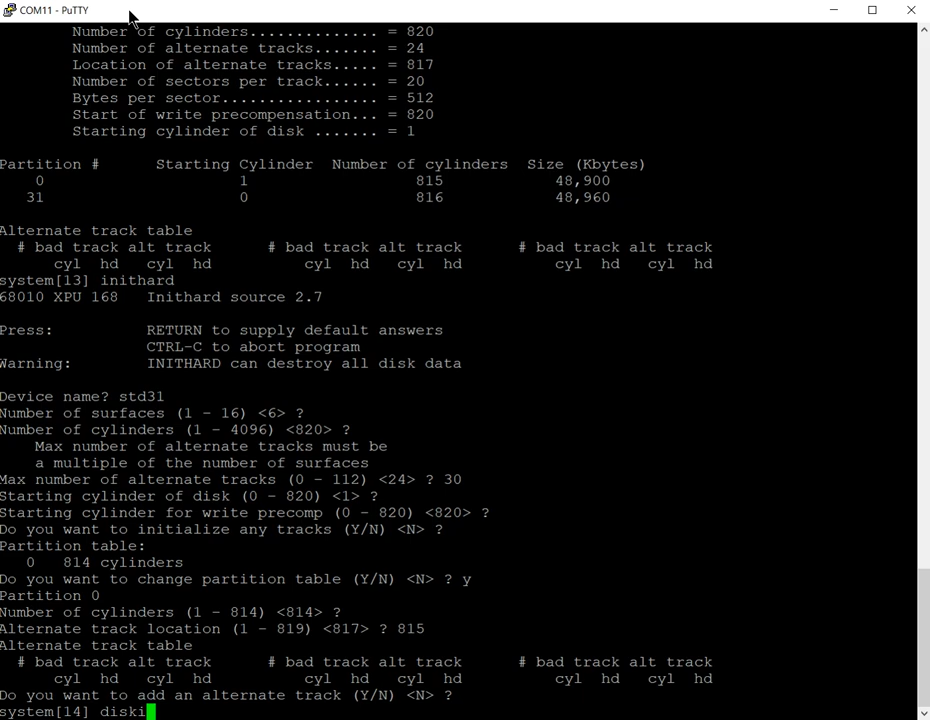 COM11 - PuTTY
Number of cylinders.............. = 820
Number of alternate tracks....... = 24
Location of alternate tracks..... = 817
Number of sectors per track...... = 20
Bytes per sector................. = 512
Start of write precompensation... = 820
Starting cylinder of disk ....... = 1
Partition #       Starting Cylinder  Number of cylinders  Size (Kbytes)
0                        1                    815              48,900
31                        0                    816              48,960
Alternate track table
# bad track alt track      # bad track alt track      # bad track alt track
cyl  hd   cyl  hd           cyl  hd   cyl  hd           cyl  hd   cyl  hd
system[13] inithard
68010 XPU 168   Inithard source 2.7
Press:          RETURN to supply default answers
CTRL-C to abort program
Warning:        INITHARD can destroy all disk data
Device name? std31
Number of surfaces (1 - 16) <6> ?
Number of cylinders (1 - 4096) <820> ?
Max number of alternate tracks must be
a multiple of the number of surfaces
Max number of alternate tracks (0 - 112) <24> ? 30
Starting cylinder of disk (0 - 820) <1> ?
Starting cylinder for write precomp (0 - 820) <820> ?
Do you want to initialize any tracks (Y/N) <N> ?
Partition table:
0   814 cylinders
Do you want to change partition table (Y/N) <N> ? y
Partition 0
Number of cylinders (1 - 814) <814> ?
Alternate track location (1 - 819) <817> ? 815
Alternate track table
# bad track alt track      # bad track alt track      # bad track alt track
cyl  hd   cyl  hd           cyl  hd   cyl  hd           cyl  hd   cyl  hd
Do you want to add an alternate track (Y/N) <N> ?
system[14] diski